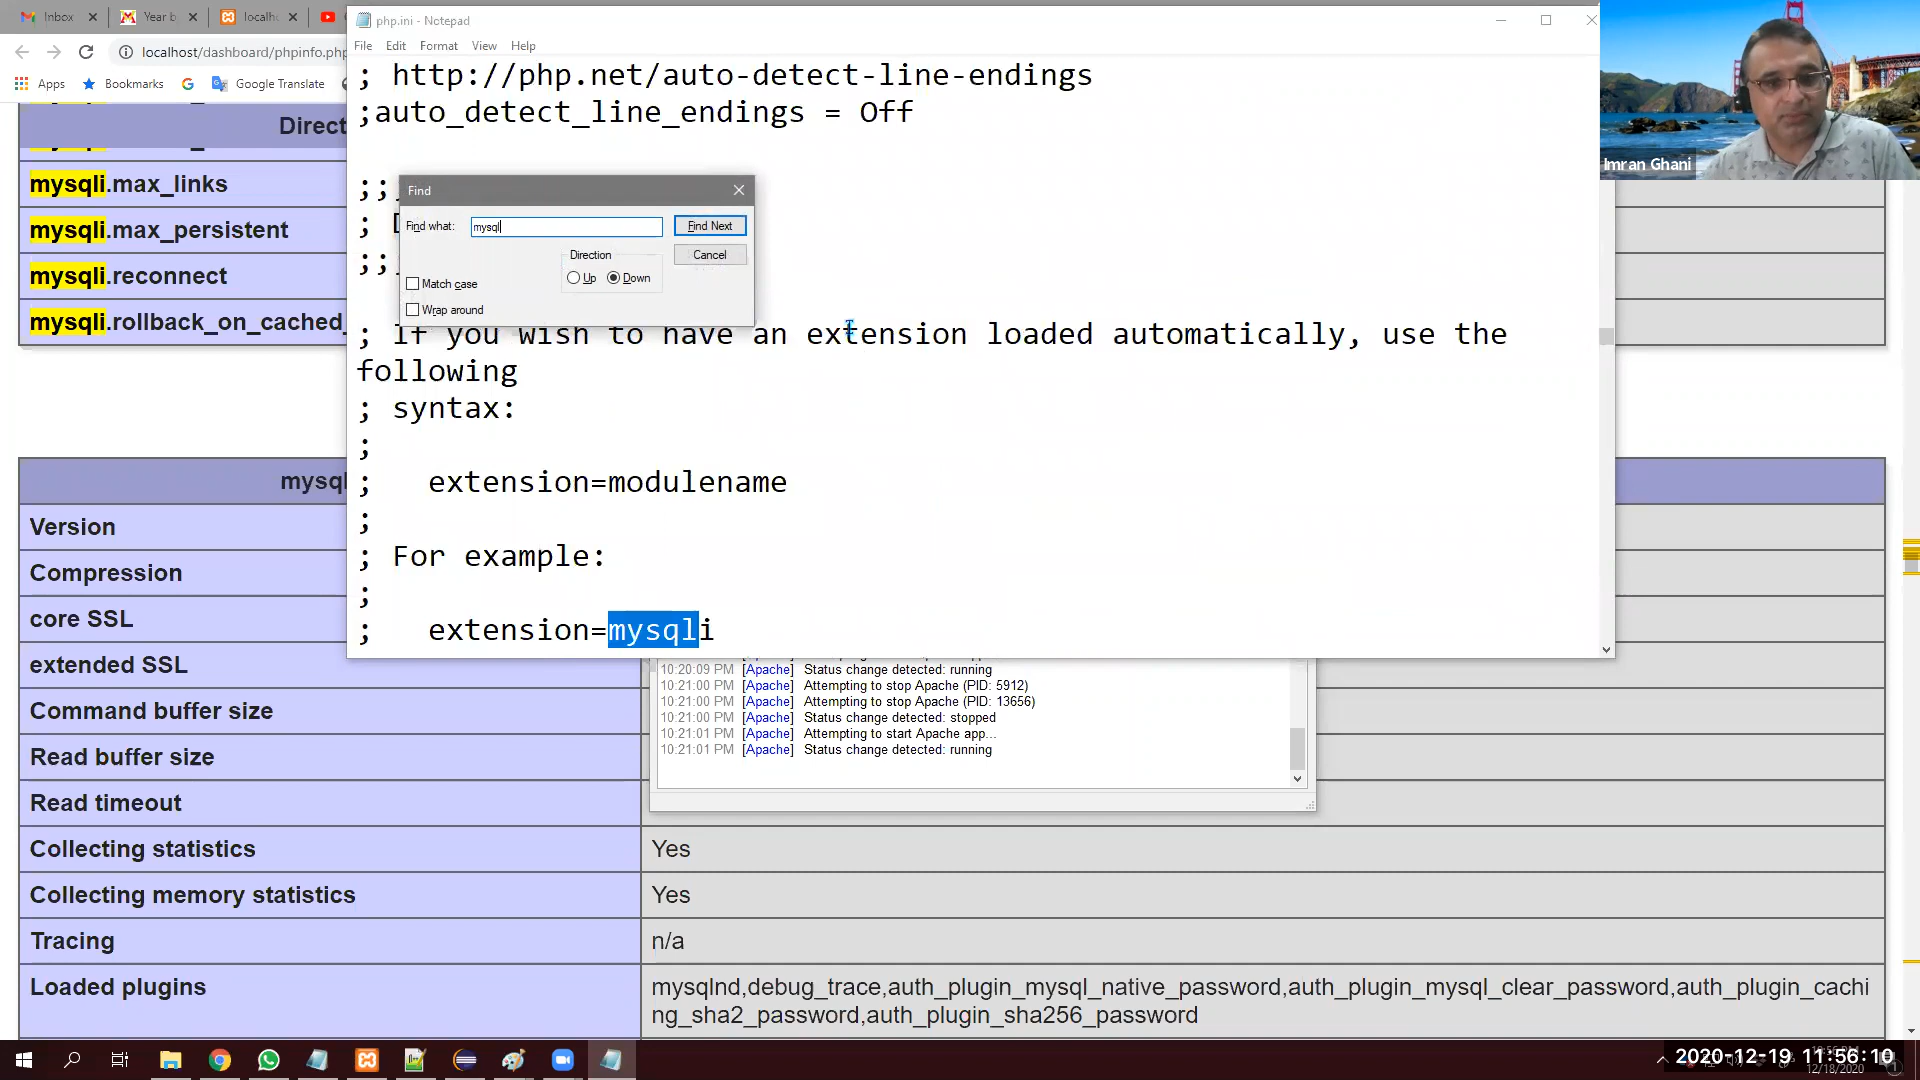 Inbox
Year b
localh
localhost/dashboard/phpinfo.php
Apps
Bookmarks
Google Translate
php.ini - Notepad
File Edit Format View Help
; http://php.net/auto-detect-line-endings
;auto_detect_line_endings = Off
;;;
; D
;;;
Find
Find what:
mysql
Find Next
Cancel
Direction
Up
Down
Match case
Wrap around
; If you wish to have an extension loaded automatically, use the
following
; syntax:
;
;   extension=modulename
;
; For example:
;
;   extension=mysqli
Imran Ghani
Direct
mysqli.max_links
mysqli.max_persistent
mysqli.reconnect
mysqli.rollback_on_cached_
mysql
Version
Compression
core SSL
extended SSL
Command buffer size
Read buffer size
Read timeout
Collecting statistics
Yes
Collecting memory statistics
Yes
Tracing
n/a
Loaded plugins
mysqlnd,debug_trace,auth_plugin_mysql_native_password,auth_plugin_mysql_clear_password,auth_plugin_cachi
ng_sha2_password,auth_plugin_sha256_password
10:20:09 PM [Apache] Status change detected: running
10:21:00 PM [Apache] Attempting to stop Apache (PID: 5912)
10:21:00 PM [Apache] Attempting to stop Apache (PID: 13656)
10:21:00 PM [Apache] Status change detected: stopped
10:21:01 PM [Apache] Attempting to start Apache app...
10:21:01 PM [Apache] Status change detected: running
2020-12-19 11:56:10
12/18/2020